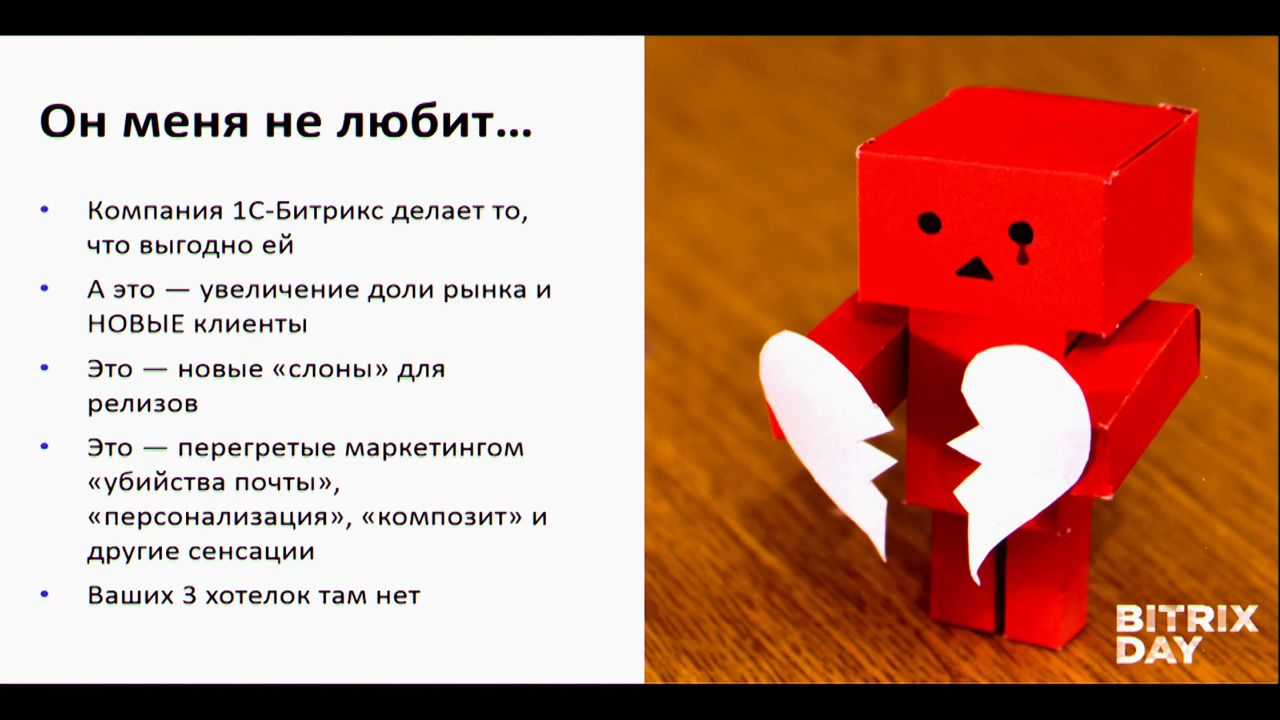 Он меня не любит...
• Компания 1С-Битрикс делает то,
что выгодно ей
• А это — увеличение доли рынка и
НОВЫЕ клиенты
• Это — новые «слоны» для
релизов
• Это — перегретые маркетингом
«убийства почты»,
«персонализация», «композит» и
другие сенсации
• Ваших 3 хотелок там нет
BITRIX
DAY